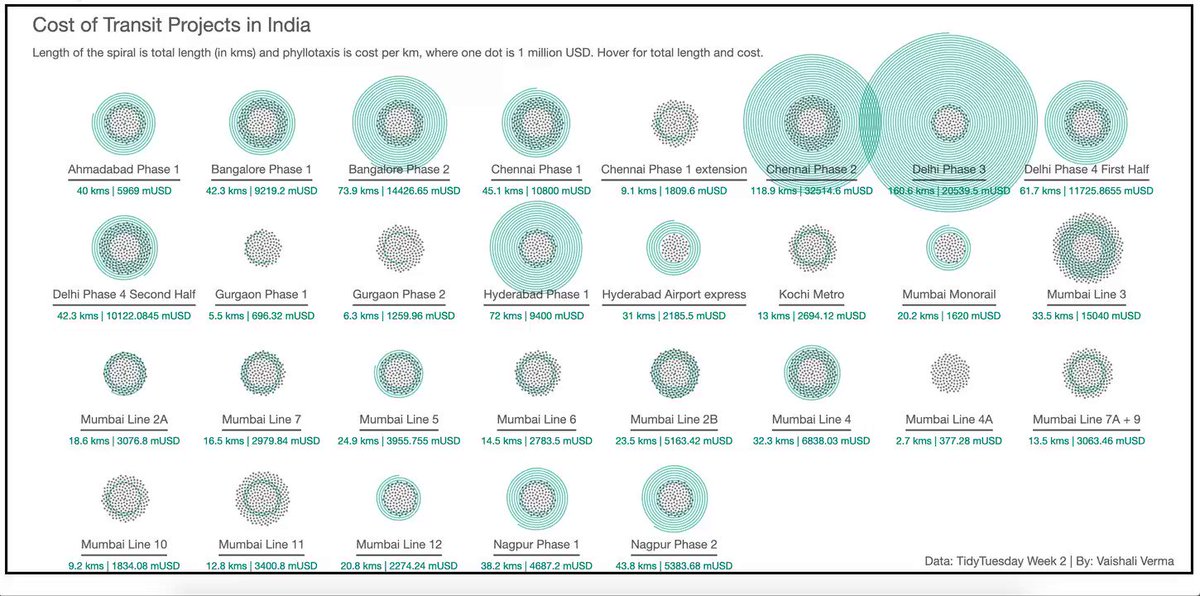 Cost of Transit Projects in India
Length of the spiral is total length (in kms) and phyllotaxis is cost per km, where one dot is 1 million USD. Hover for total length and cost.
Ahmadabad Phase 1
40 kms | 5969 mUSD
Bangalore Phase 1
42.3 kms | 9219.2 mUSD
Bangalore Phase 2
73.9 kms | 14426.65 mUSD
Chennai Phase 1
45.1 kms | 10800 mUSD
Chennai Phase 1 extension
9.1 kms | 1809.6 mUSD
Chennai Phase 2
118.9 kms | 32514.6 mUSD
Delhi Phase 3
160.6 kms | 20539.5 mUSD
Delhi Phase 4 First Half
61.7 kms | 11725.8655 mUSD
Delhi Phase 4 Second Half
42.3 kms | 10122.0845 mUSD
Gurgaon Phase 1
5.5 kms | 696.32 mUSD
Gurgaon Phase 2
6.3 kms | 1259.96 mUSD
Hyderabad Phase 1
72 kms | 9400 mUSD
Hyderabad Airport express
31 kms | 2185.5 mUSD
Kochi Metro
13 kms | 2694.12 mUSD
Mumbai Monorail
20.2 kms | 1620 mUSD
Mumbai Line 3
33.5 kms | 15040 mUSD
Mumbai Line 2A
18.6 kms | 3076.8 mUSD
Mumbai Line 7
16.5 kms | 2979.84 mUSD
Mumbai Line 5
24.9 kms | 3955.755 mUSD
Mumbai Line 6
14.5 kms | 2783.5 mUSD
Mumbai Line 2B
23.5 kms | 5163.42 mUSD
Mumbai Line 4
32.3 kms | 6838.03 mUSD
Mumbai Line 4A
2.7 kms | 377.28 mUSD
Mumbai Line 7A + 9
13.5 kms | 3063.46 mUSD
Mumbai Line 10
9.2 kms | 1834.08 mUSD
Mumbai Line 11
12.8 kms | 3400.8 mUSD
Mumbai Line 12
20.8 kms | 2274.24 mUSD
Nagpur Phase 1
38.2 kms | 4687.2 mUSD
Nagpur Phase 2
43.8 kms | 5383.68 mUSD
Data: TidyTuesday Week 2 | By: Vaishali Verma